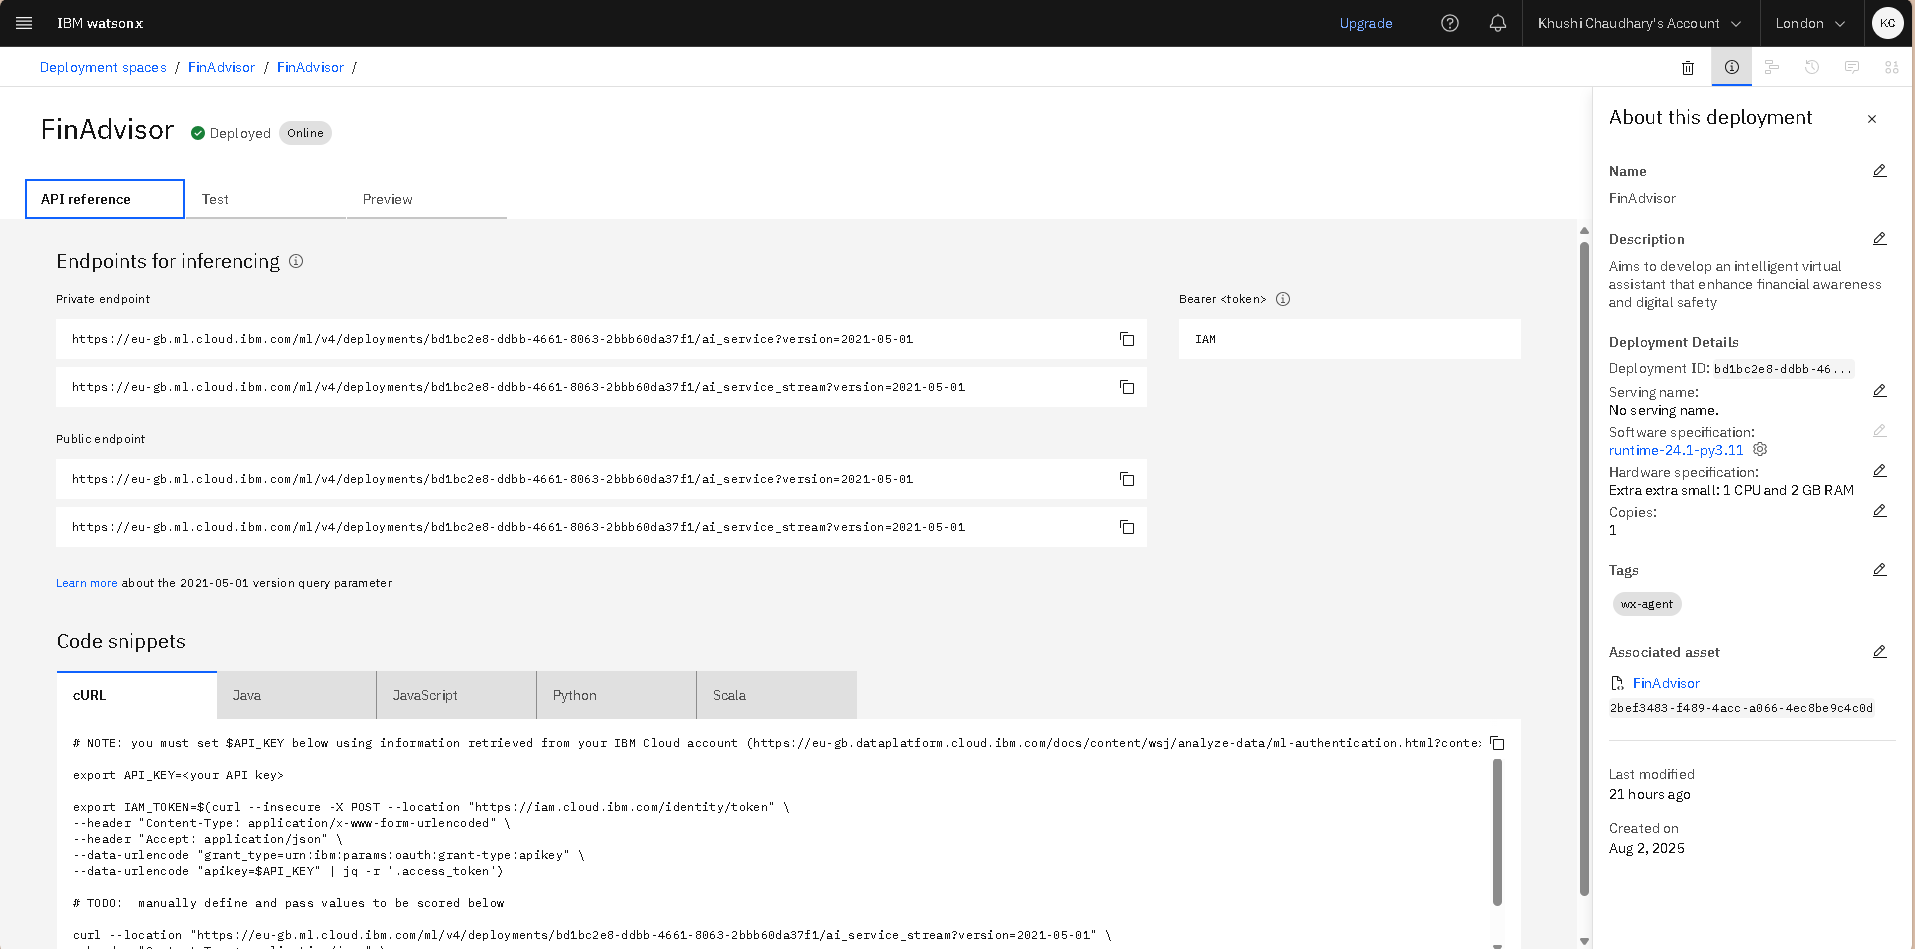 IBM watsonx
Upgrade
Khushi Chaudhary's Account
London
KC
Deployment spaces / FinAdvisor / FinAdvisor /
FinAdvisor
Deployed
Online
API reference
Test
Preview
Endpoints for inferencing
Private endpoint
https://eu-gb.ml.cloud.ibm.com/ml/v4/deployments/bd1bc2e8-ddbb-4661-8063-2bbb60da37f1/ai_service?version=2021-05-01
https://eu-gb.ml.cloud.ibm.com/ml/v4/deployments/bd1bc2e8-ddbb-4661-8063-2bbb60da37f1/ai_service_stream?version=2021-05-01
Bearer <token>
IAM
Public endpoint
https://eu-gb.ml.cloud.ibm.com/ml/v4/deployments/bd1bc2e8-ddbb-4661-8063-2bbb60da37f1/ai_service?version=2021-05-01
https://eu-gb.ml.cloud.ibm.com/ml/v4/deployments/bd1bc2e8-ddbb-4661-8063-2bbb60da37f1/ai_service_stream?version=2021-05-01
Learn more about the 2021-05-01 version query parameter
Code snippets
cURL
Java
JavaScript
Python
Scala
# NOTE: you must set $API_KEY below using information retrieved from your IBM Cloud account (https://eu-gb.dataplatform.cloud.ibm.com/docs/content/wsj/analyze-data/ml-authentication.html?conte
export API_KEY=<your API key>
export IAM_TOKEN=$(curl --insecure -X POST --location "https://iam.cloud.ibm.com/identity/token" \
--header "Content-Type: application/x-www-form-urlencoded" \
--header "Accept: application/json" \
--data-urlencode "grant_type=urn:ibm:params:oauth:grant-type:apikey" \
--data-urlencode "apikey=$API_KEY" | jq -r '.access_token')
# TODO:  manually define and pass values to be scored below
curl --location "https://eu-gb.ml.cloud.ibm.com/ml/v4/deployments/bd1bc2e8-ddbb-4661-8063-2bbb60da37f1/ai_service_stream?version=2021-05-01" \
About this deployment
Name
FinAdvisor
Description
Aims to develop an intelligent virtual
assistant that enhance financial awareness
and digital safety
Deployment Details
Deployment ID: bd1bc2e8-ddbb-46...
Serving name:
No serving name.
Software specification:
runtime-24.1-py3.11
Hardware specification:
Extra extra small: 1 CPU and 2 GB RAM
Copies:
1
Tags
wx-agent
Associated asset
FinAdvisor
2bef3483-f489-4acc-a066-4ec8be9c4c0d
Last modified
21 hours ago
Created on
Aug 2, 2025